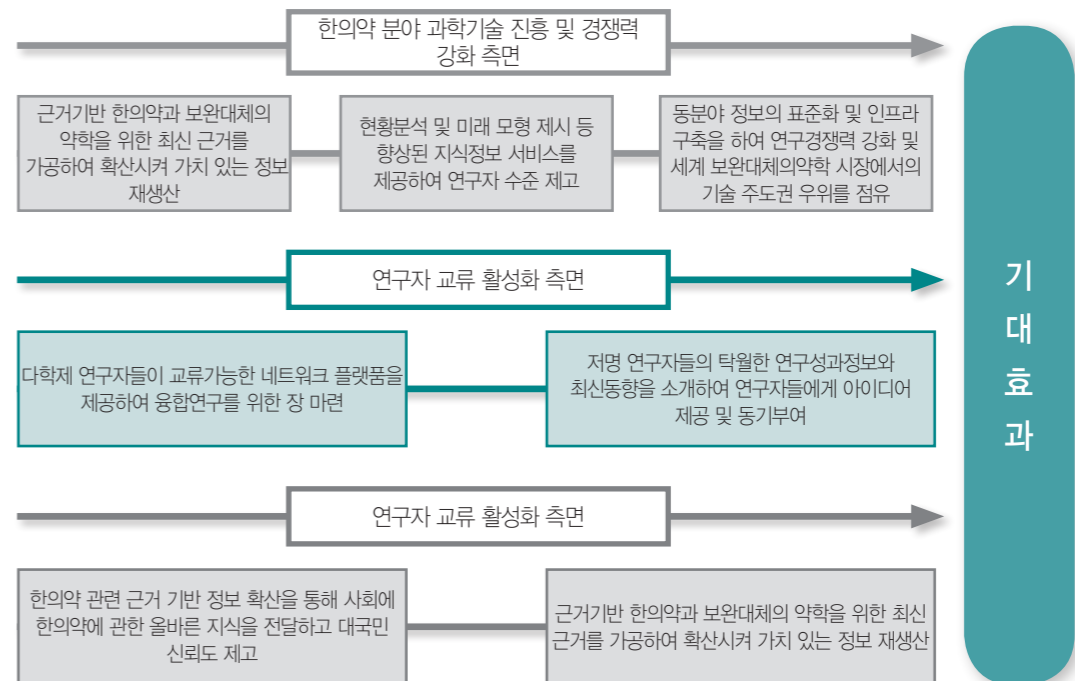 한의약 분야 과학기술 진흥 및 경쟁력
강화 측면
근거기반 한의약과 보완대체의
약학을 위한 최신 근거를
가공하여 확산시켜 가치 있는 정보
재생산
현황분석 및 미래 모형 제시 등
향상된 지식정보 서비스를
제공하여 연구자 수준 제고
동분야 정보의 표준화 및 인프라
구축을 하여 연구경쟁력 강화 및
세계 보완대체의약학 시장에서의
기술 주도권 우위를 점유
연구자 교류 활성화 측면
다학제 연구자들이 교류가능한 네트워크 플랫폼을
제공하여 융합연구를 위한 장 마련
저명 연구자들의 탁월한 연구성과정보와
최신동향을 소개하여 연구자들에게 아이디어
제공 및 동기부여
연구자 교류 활성화 측면
한의약 관련 근거 기반 정보 확산을 통해 사회에
한의약에 관한 올바른 지식을 전달하고 대국민
신뢰도 제고
근거기반 한의약과 보완대체의 약학을 위한 최신
근거를 가공하여 확산시켜 가치 있는 정보 재생산
기
대
효
과